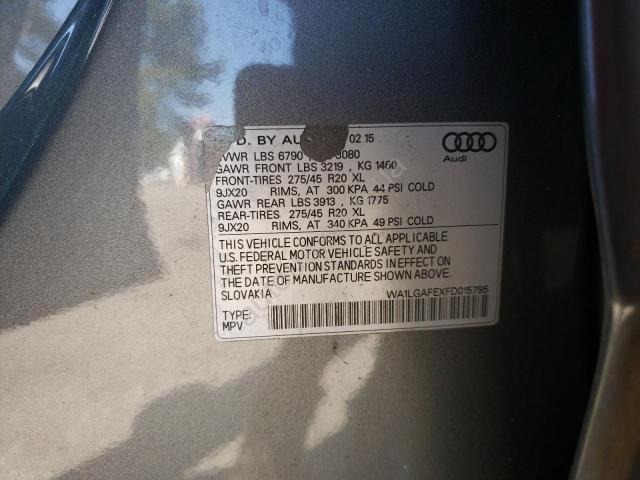 D. BY AU 02 15
VWR LBS 6790 3080
GAWR FRONT LBS 3219 , KG 1460
FRONT-TIRES 275/45 R20 XL
9JX20 RIMS, AT 300 KPA 44 PSI COLD
GAWR REAR LBS 3913 , KG 1775
REAR-TIRES 275/45 R20 XL
9JX20 RIMS, AT 340 KPA 49 PSI COLD
THIS VEHICLE CONFORMS TO ALL APPLICABLE
U.S. FEDERAL MOTOR VEHICLE SAFETY AND
THEFT PREVENTION STANDARDS IN EFFECT ON
THE DATE OF MANUFACTURE SHOWN ABOVE.
SLOVAKIA WA1LGAFEXFD015795
TYPE:
MPV
Audi